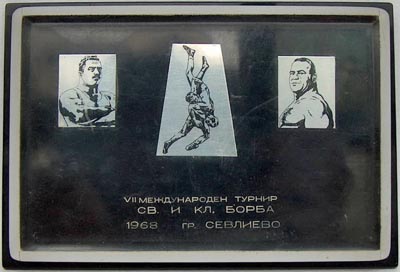 VII МЕЖДУНАРОДЕН ТУРНИР
СВ. И КЛ. БОРБА
1968 ГР. СЕВЛИЕВО